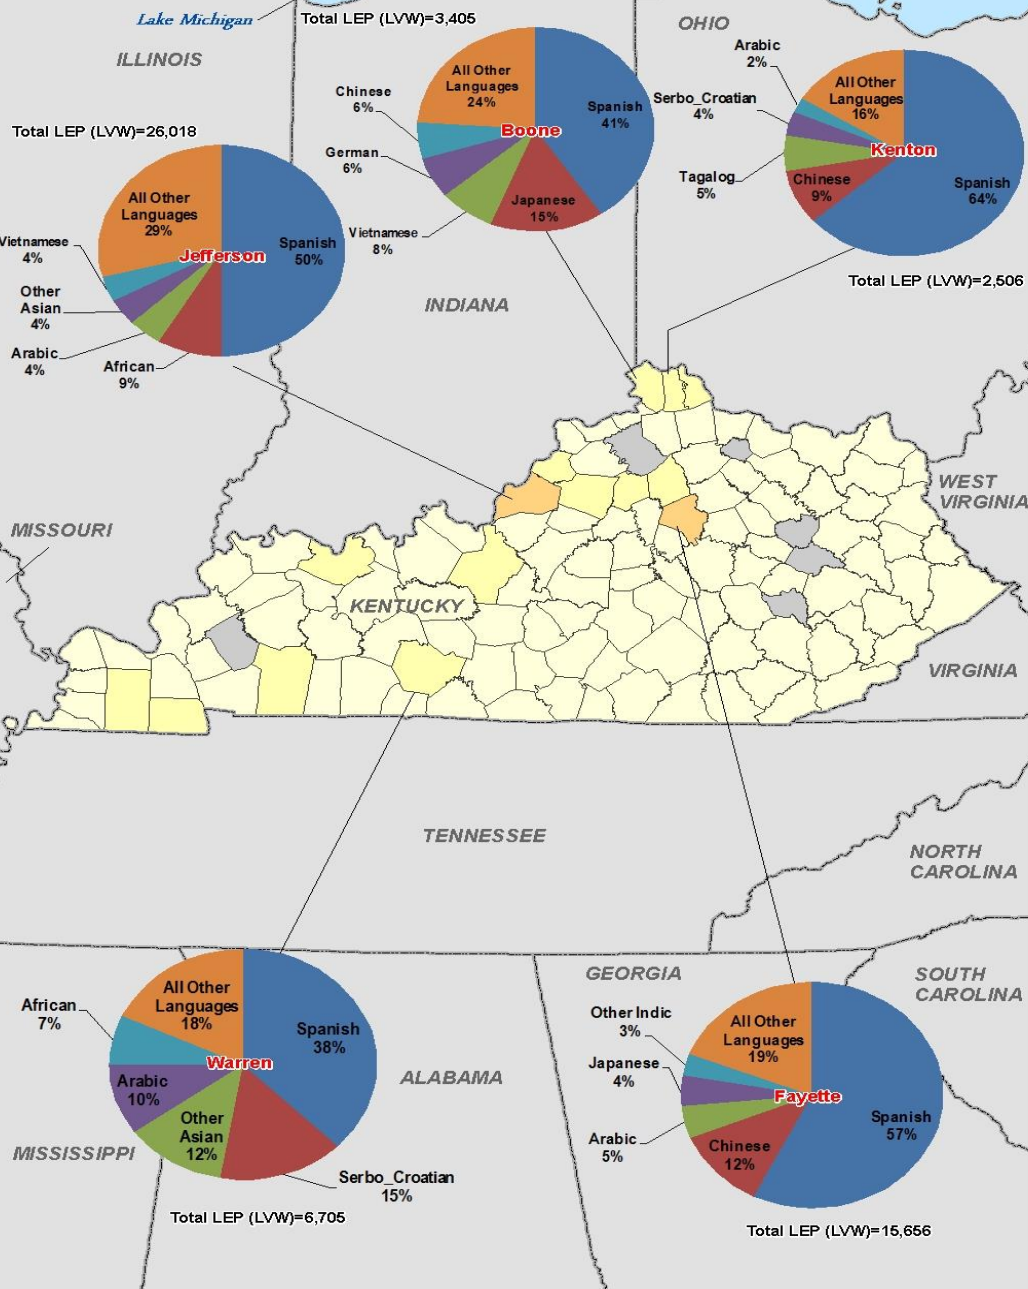 Lake Michigan
Total LEP (LVW)=3,405
OHIO
ILLINOIS
Total LEP (LVW)=26,018
All Other
Languages
24%
Spanish
41%
Japanese
15%
Vietnamese
8%
German
6%
Chinese
6%
Boone
Arabic
2%
All Other
Languages
16%
Serbo_Croatian
4%
Tagalog
5%
Chinese
9%
Spanish
64%
Kenton
Total LEP (LVW)=2,506
All Other
Languages
29%
Spanish
50%
Vietnamese
4%
Other
Asian
4%
Arabic
4%
African
9%
Jefferson
INDIANA
WEST
VIRGINIA
MISSOURI
KENTUCKY
VIRGINIA
TENNESSEE
NORTH
CAROLINA
GEORGIA
SOUTH
CAROLINA
All Other
Languages
18%
African
7%
Spanish
38%
Warren
Arabic
10%
Other
Asian
12%
Serbo_Croatian
15%
Total LEP (LVW)=6,705
ALABAMA
MISSISSIPPI
Other Indic
3%
All Other
Languages
19%
Japanese
4%
Fayette
Arabic
5%
Chinese
12%
Spanish
57%
Total LEP (LVW)=15,656